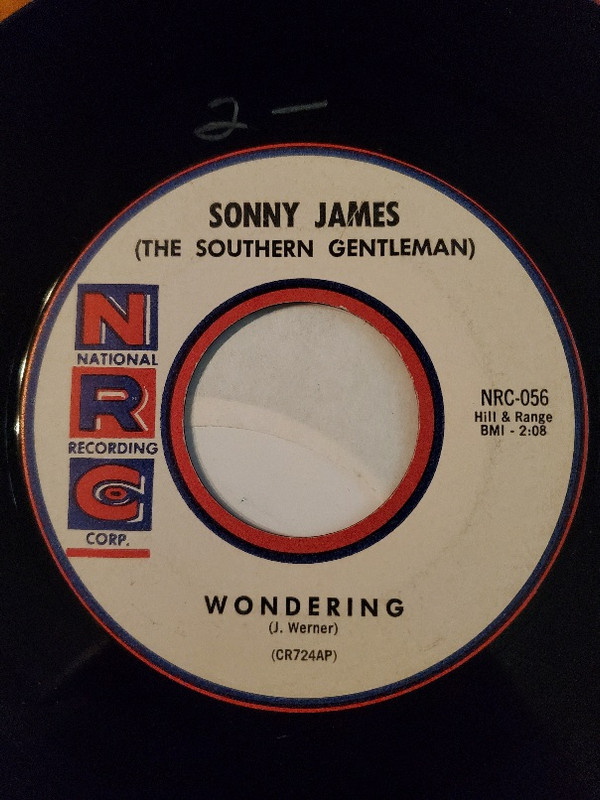 2 —
SONNY JAMES
(THE SOUTHERN GENTLEMAN)
N
NATIONAL
R
RECORDING
Co
CORP.
NRC-056
Hill & Range
BMI - 2:08
WONDERING
(J. Werner)
(CR724AP)